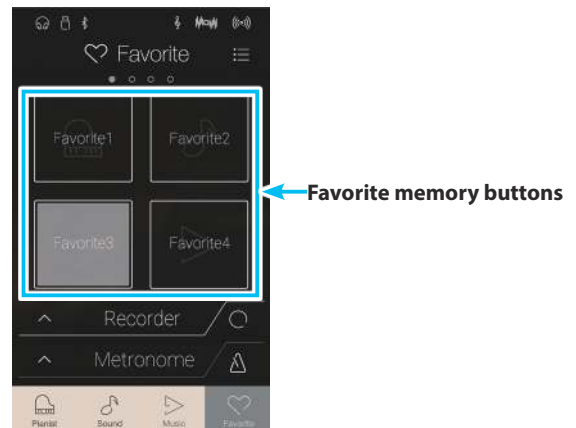 Favorite
Favorite1
Favorite2
Favorite memory buttons
Favorite3
Favorite4
Recorder
Metronome
Pianist
Sound
Music
Favorite